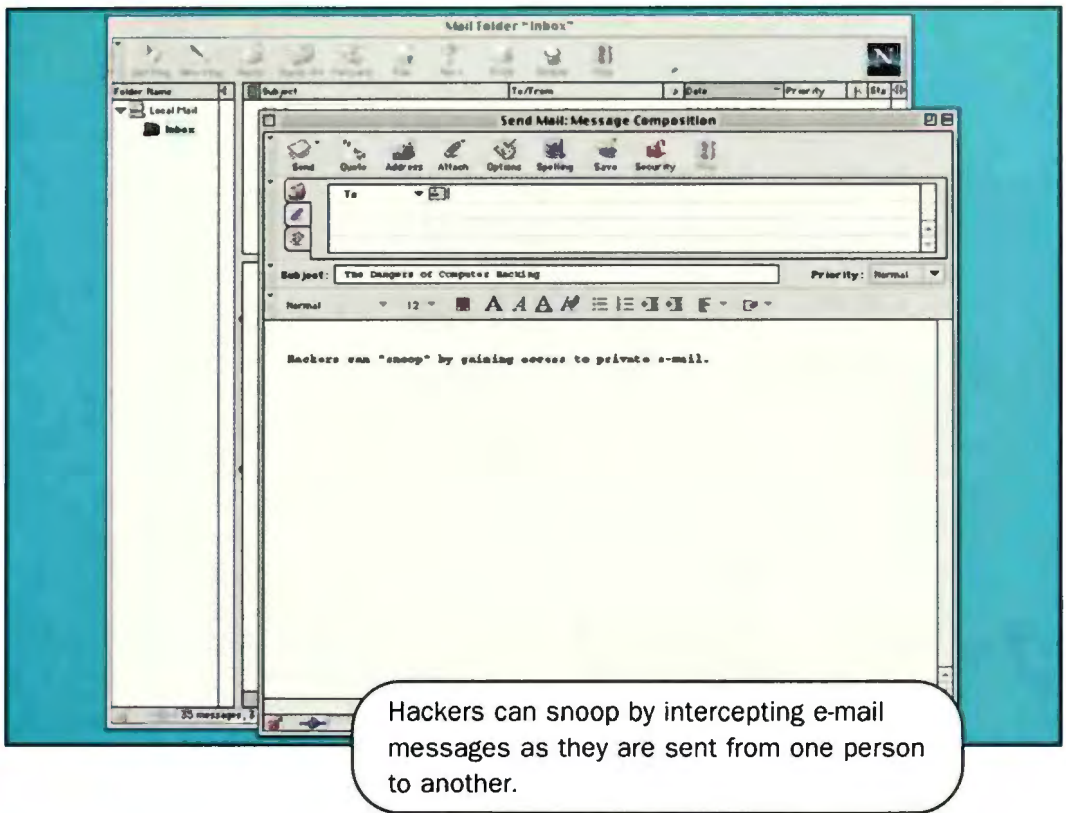 Mail Folder "Inbox"
N
Folder Name
Subject
To/From
Date
Priority
Sta
Local Mail
Inbox
Send Mail: Message Composition
Send Quote Address Attach Options Spelling Save Security
To
Subject: The Dangers of Computer Hacking
Priority: Normal
Normal 12
Hackers can "snoop" by gaining access to private e-mail.
35 messages,
Hackers can snoop by intercepting e-mail
messages as they are sent from one person
to another.